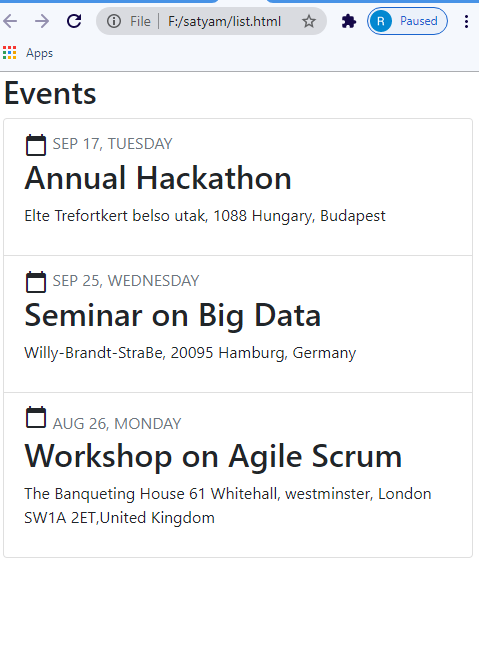 File | F:/satyam/list.html
R Paused
Apps
Events
SEP 17, TUESDAY
Annual Hackathon
Elte Trefortkert belso utak, 1088 Hungary, Budapest
SEP 25, WEDNESDAY
Seminar on Big Data
Willy-Brandt-StraBe, 20095 Hamburg, Germany
AUG 26, MONDAY
Workshop on Agile Scrum
The Banqueting House 61 Whitehall, westminster, London
SW1A 2ET,United Kingdom